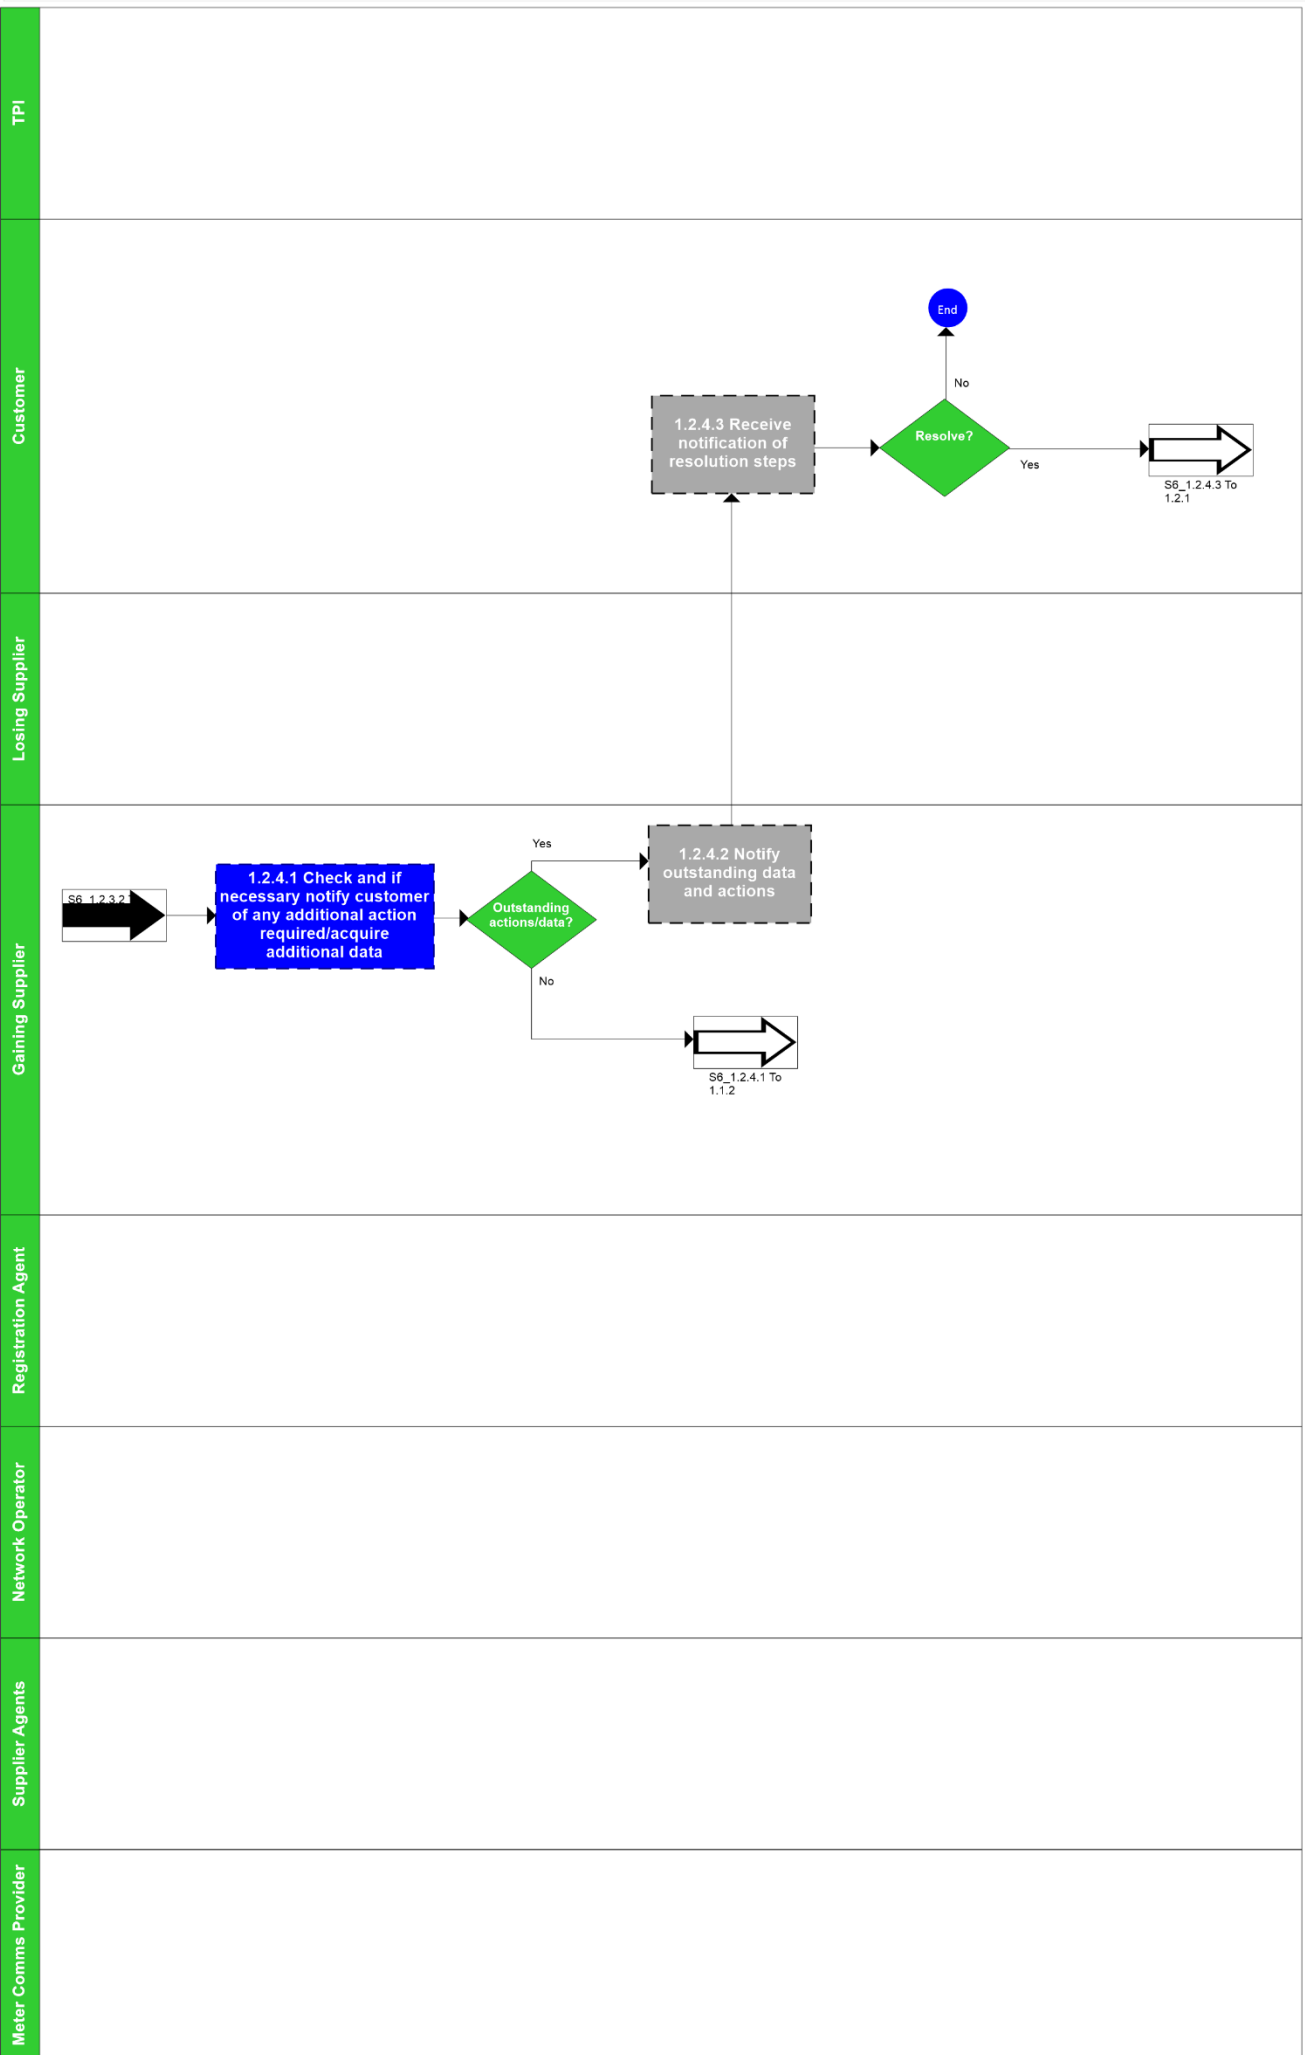 TPI
Customer
End
No
1.2.4.3 Receive
notification of
resolution steps
Resolve?
Yes
S6_1.2.4.3 To
1.2.1
Losing Supplier
Gaining Supplier
S6_1.2.3.2
1.2.4.1 Check and if
necessary notify customer
of any additional action
required/acquire
additional data
Outstanding
actions/data?
Yes
1.2.4.2 Notify
outstanding data
and actions
No
S6_1.2.4.1 To
1.1.2
Registration Agent
Network Operator
Supplier Agents
Meter Comms Provider